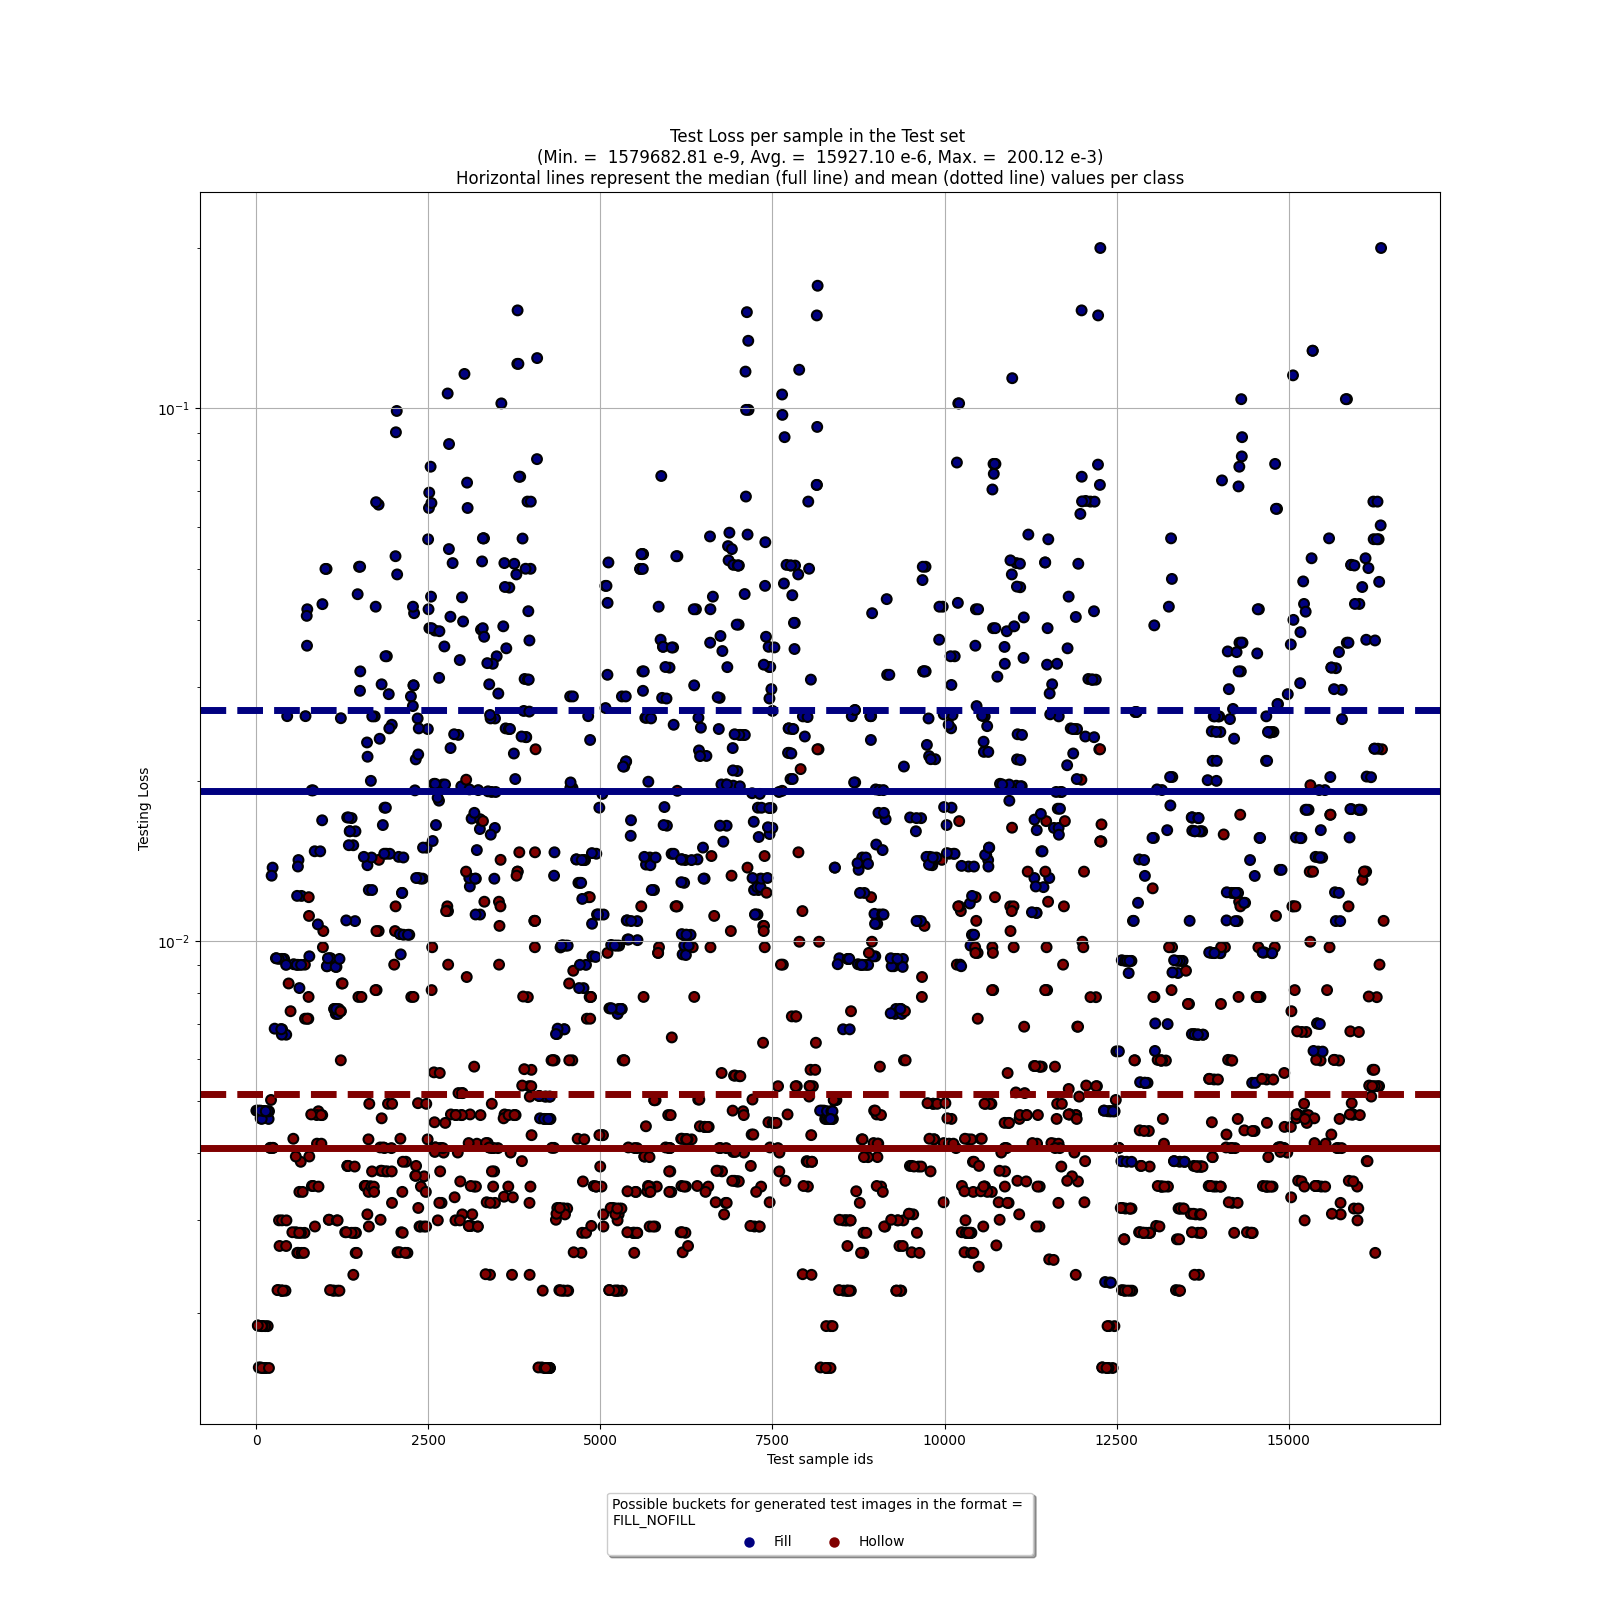 Test Loss per sample in the Test set
(Min. =  1579682.81 e-9, Avg. =  15927.10 e-6, Max. =  200.12 e-3)
Horizontal lines represent the median (full line) and mean (dotted line) values per class
Testing Loss
10⁻¹
10⁻²
0 2500 5000 7500 10000 12500 15000
Test sample ids
Possible buckets for generated test images in the format =
FILL_NOFILL
Fill Hollow